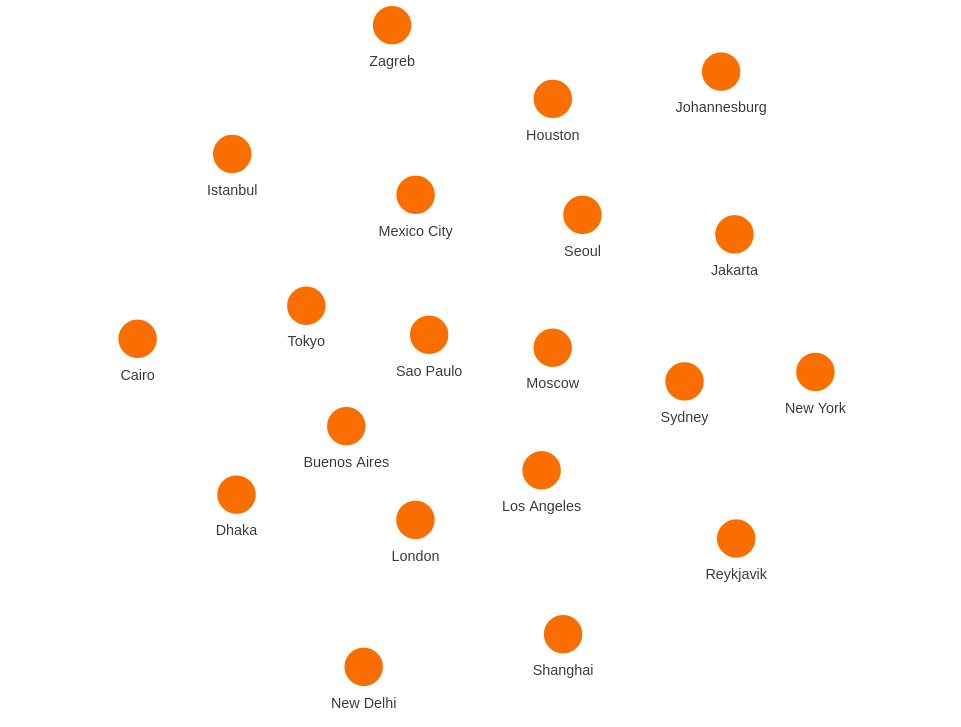 Zagreb
Johannesburg
Houston
Istanbul
Mexico City
Seoul
Jakarta
Tokyo
Sao Paulo
Cairo
Moscow
New York
Sydney
Buenos Aires
Los Angeles
Dhaka
London
Reykjavik
Shanghai
New Delhi